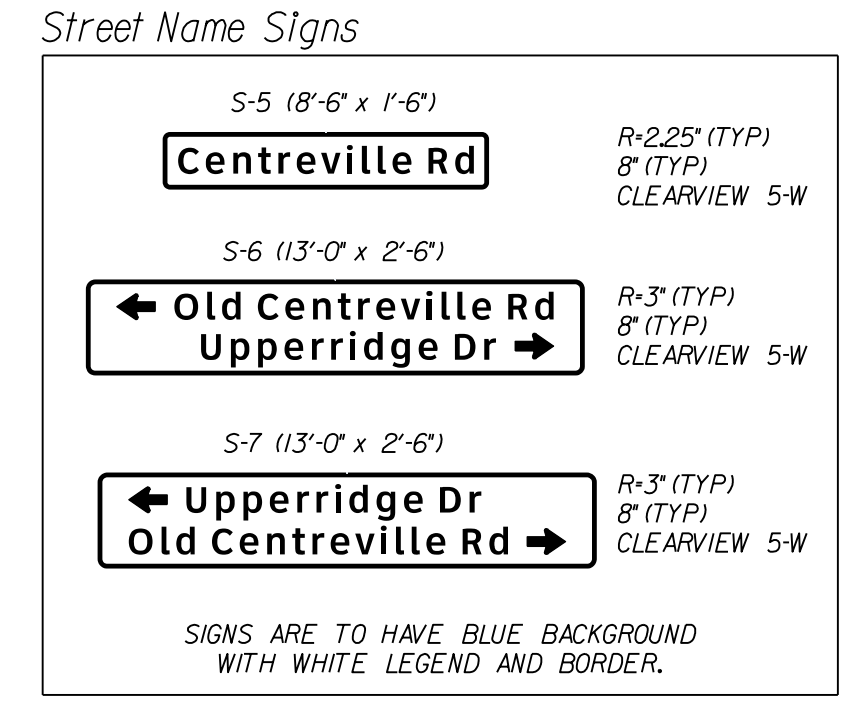 Street Name Signs
S-5 (8'-6" x 1'-6")
Centreville Rd
R=2.25" (TYP)
8" (TYP)
CLEARVIEW 5-W
S-6 (13'-0" x 2'-6")
← Old Centreville Rd
Upperridge Dr →
R=3" (TYP)
8" (TYP)
CLEARVIEW 5-W
S-7 (13'-0" x 2'-6")
← Upperridge Dr
Old Centreville Rd →
R=3" (TYP)
8" (TYP)
CLEARVIEW 5-W
SIGNS ARE TO HAVE BLUE BACKGROUND
WITH WHITE LEGEND AND BORDER.